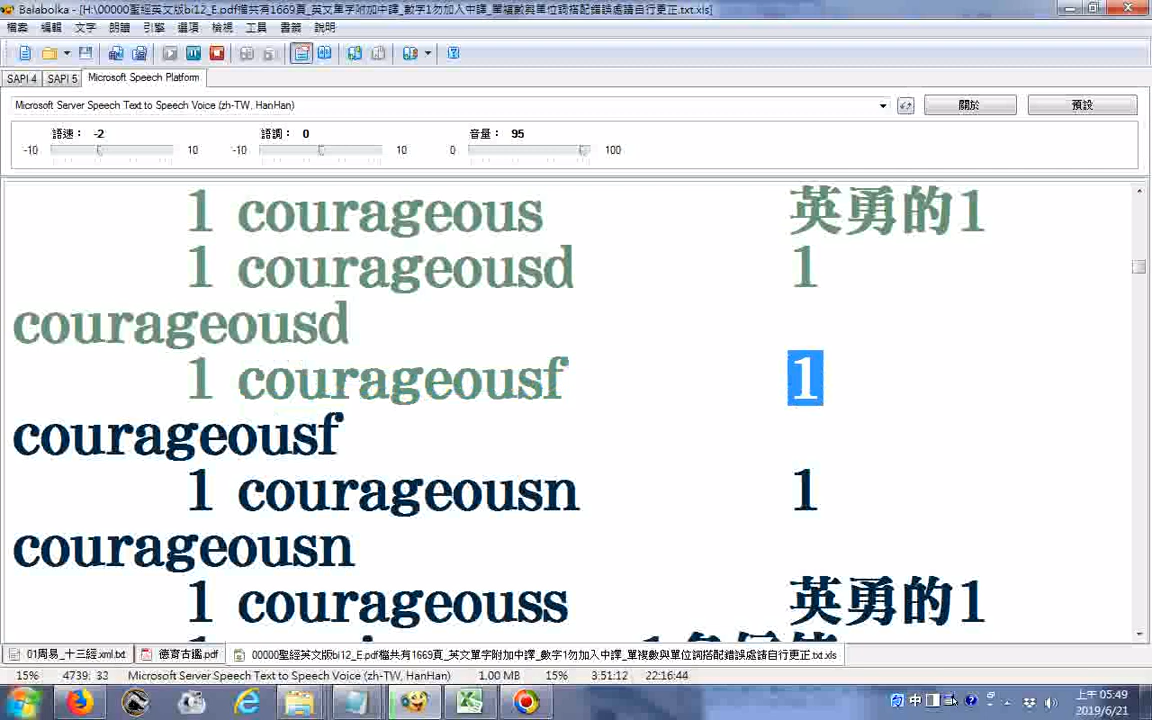 Balabolka - [H:\00000聖經英文版bi12_E.pdf檔共有1669頁_英文單字附加中譯_數字1勿加入中譯_單複數與單位詞搭配錯誤處請自行更正.txt.xls]
檔案 編輯 文字 朗讀 引擎 選項 檢視 工具 書籤 說明
SAPI 4 SAPI 5 Microsoft Speech Platform
Microsoft Server Speech Text to Speech Voice (zh-TW, HanHan) 關於 預設
語速： -2 語調： 0 音量： 95
-10 10 -10 10 0 100
1 courageous 英勇的1
1 courageousd 1
courageousd
1 courageousf 1
courageousf
1 courageousn 1
courageousn
1 courageouss 英勇的1
01周易_十三經.xml.txt 德育古鑑.pdf 00000聖經英文版bi12_E.pdf檔共有1669頁_英文單字附加中譯_數字1勿加入中譯_單複數與單位詞搭配錯誤處請自行更正.txt.xls
15% 4739: 33 Microsoft Server Speech Text to Speech Voice (zh-TW, HanHan) 1.00 MB 15% 3:51:12 22:16:44
中 上午 05:49
2019/6/21